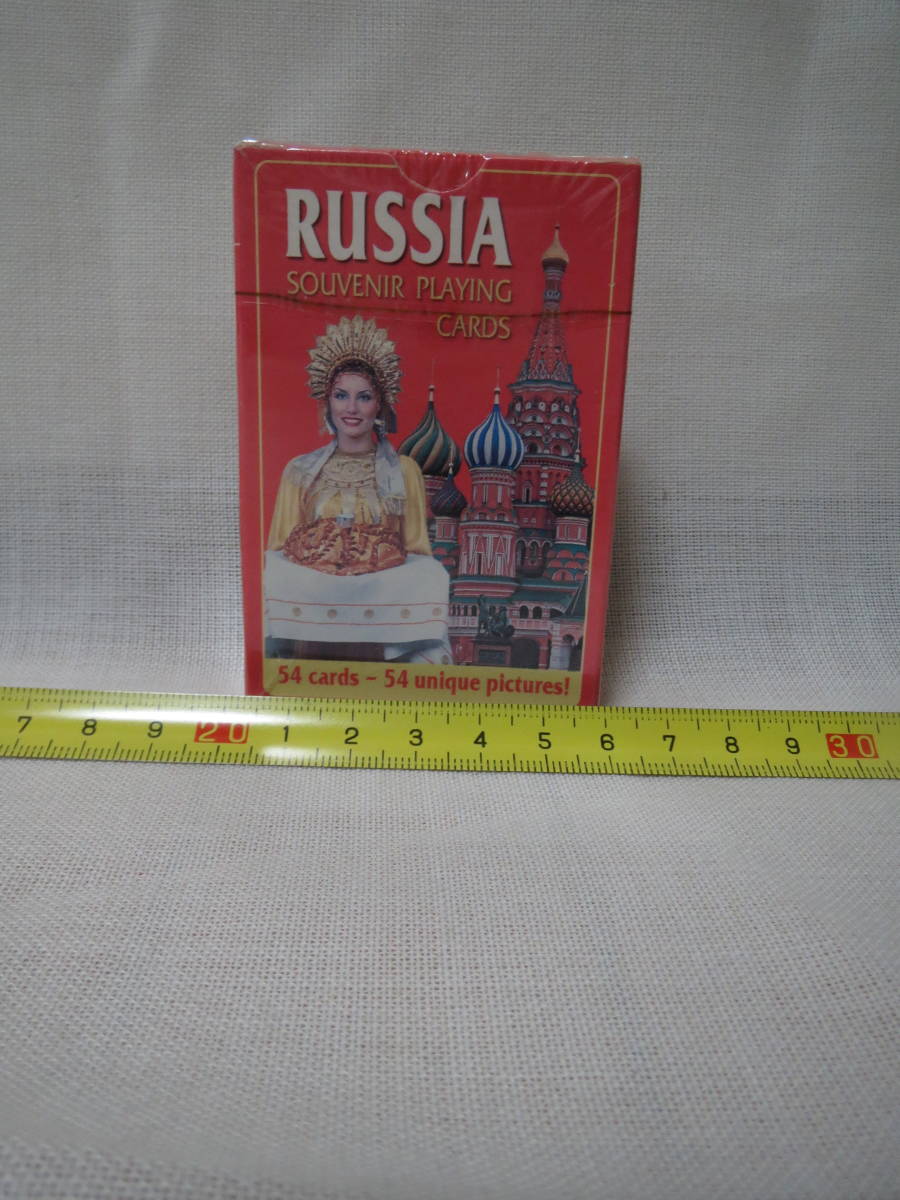 RUSSIA
SOUVENIR PLAYING
CARDS
54 cards – 54 unique pictures!
7 8 9 20 1 2 3 4 5 6 7 8 9 30